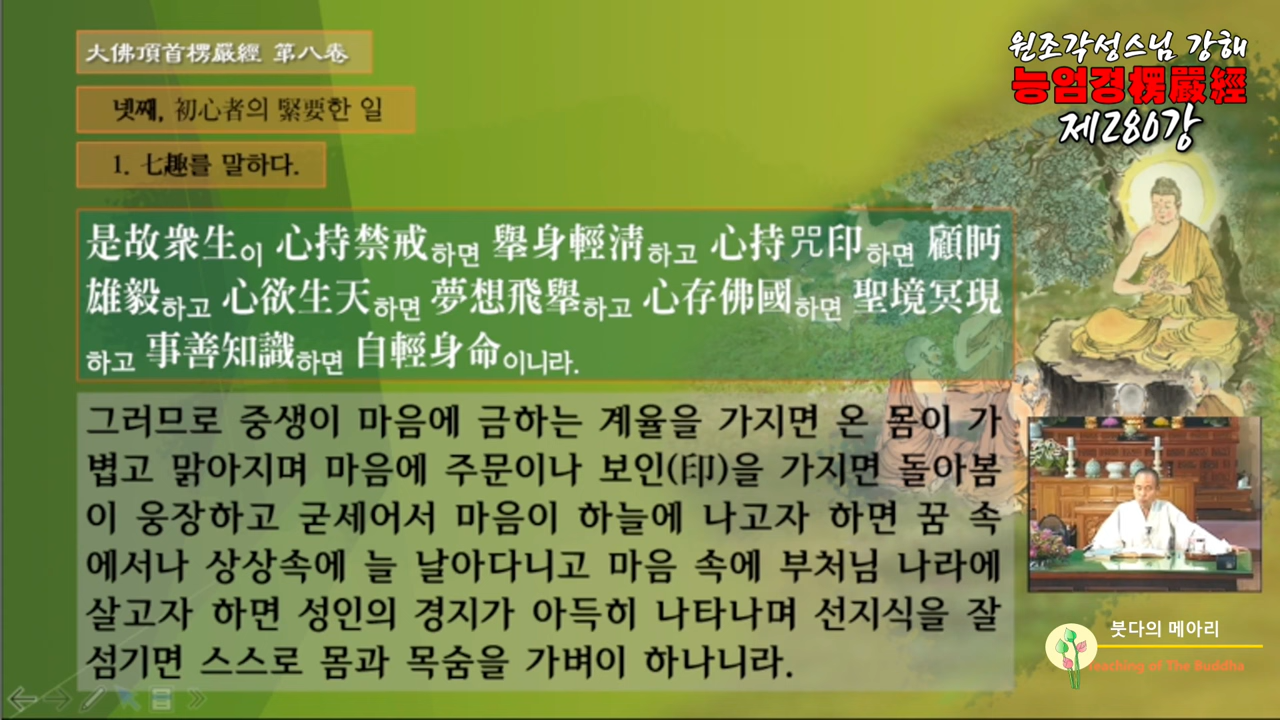 大佛頂首楞嚴經 第八卷
넷째, 初心者의 緊要한 일
1. 七趣를 말하다.
是故衆生이 心持禁戒하면 擧身輕淸하고 心持咒印하면 顧眄
雄毅하고 心欲生天하면 夢想飛擧하고 心存佛國하면 聖境冥現
하고 事善知識하면 自輕身命이니라.
그러므로 중생이 마음에 금하는 계율을 가지면 온 몸이 가
볍고 맑아지며 마음에 주문이나 보인(印)을 가지면 돌아봄
이 웅장하고 굳세어서 마음이 하늘에 나고자 하면 꿈 속
에서나 상상속에 늘 날아다니고 마음 속에 부처님 나라에
살고자 하면 성인의 경지가 아득히 나타나며 선지식을 잘
섬기면 스스로 몸과 목숨을 가벼이 하나니라.
원조각성스님 강해
능엄경楞嚴經
제280강
붓다의 메아리
Teaching of The Buddha